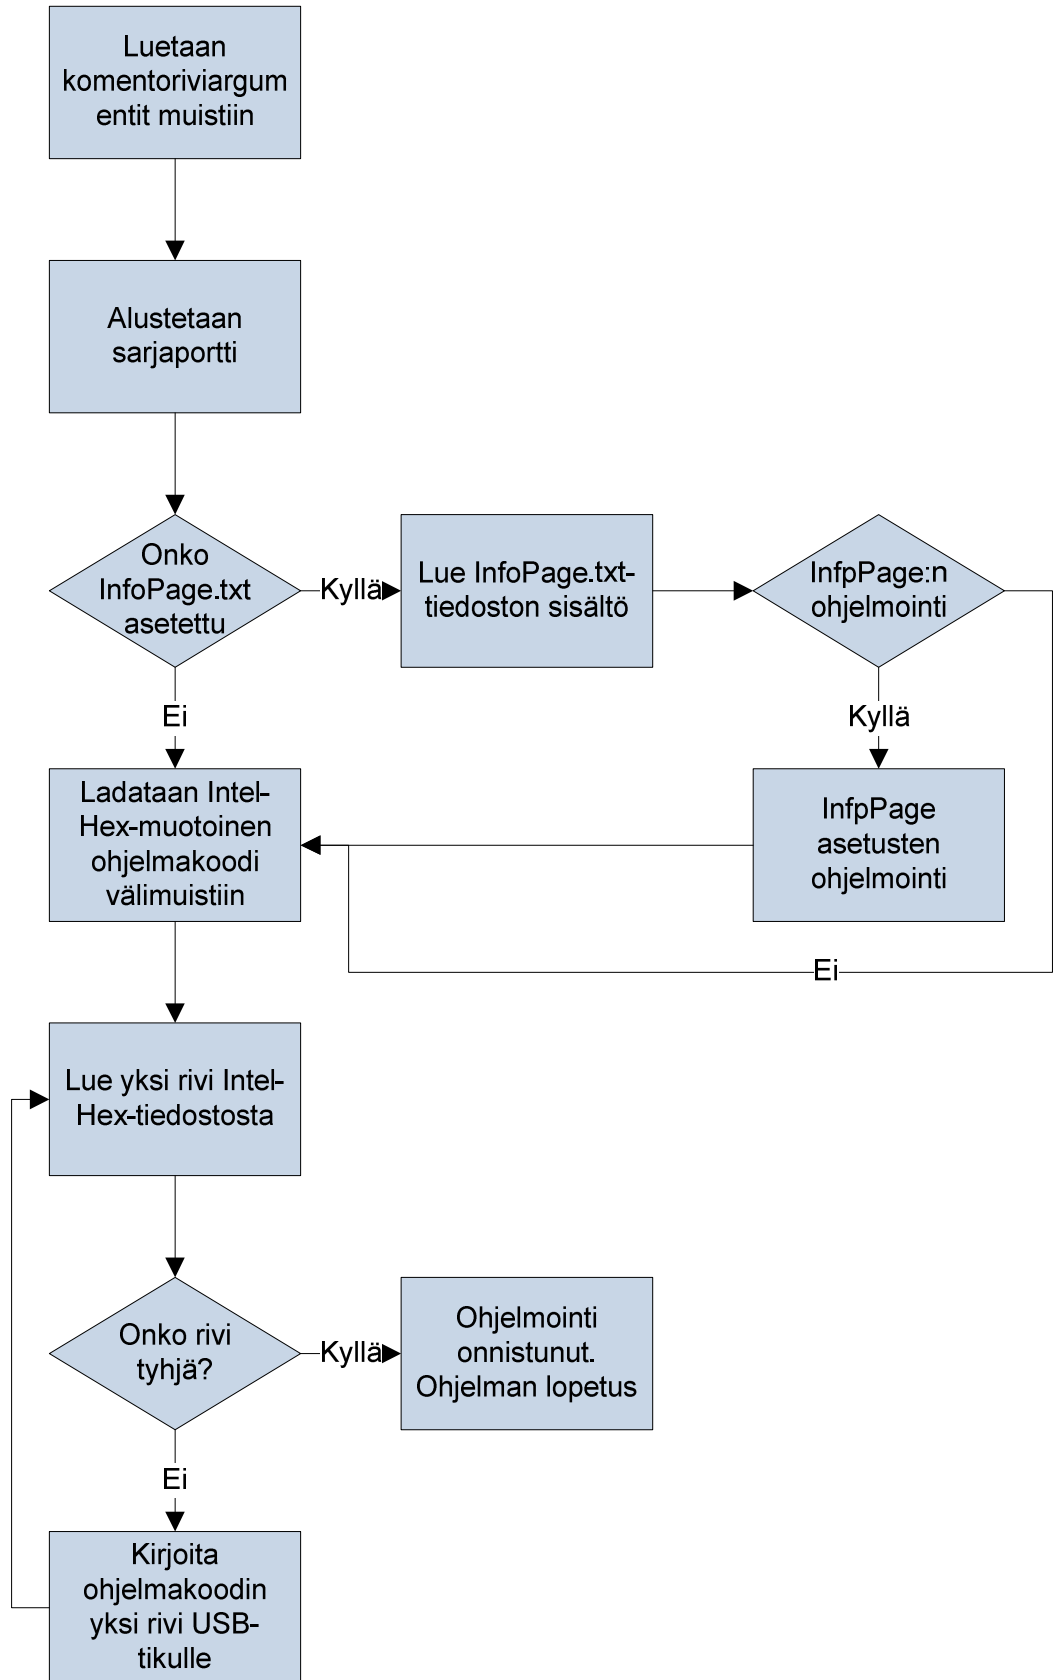 Luetaan
komentoriviargum
entit muistiin
Alustetaan
sarjaportti
Onko
InfoPage.txt
asetettu
Kyllä
Lue InfoPage.txt-
tiedoston sisältö
InfpPage:n
ohjelmointi
Ei
Kyllä
Ladataan Intel-
Hex-muotoinen
ohjelmakoodi
välimuistiin
InfpPage
asetusten
ohjelmointi
Ei
Lue yksi rivi Intel-
Hex-tiedostosta
Onko rivi
tyhjä?
Kyllä
Ohjelmointi
onnistunut.
Ohjelman lopetus
Ei
Kirjoita
ohjelmakoodin
yksi rivi USB-
tikulle